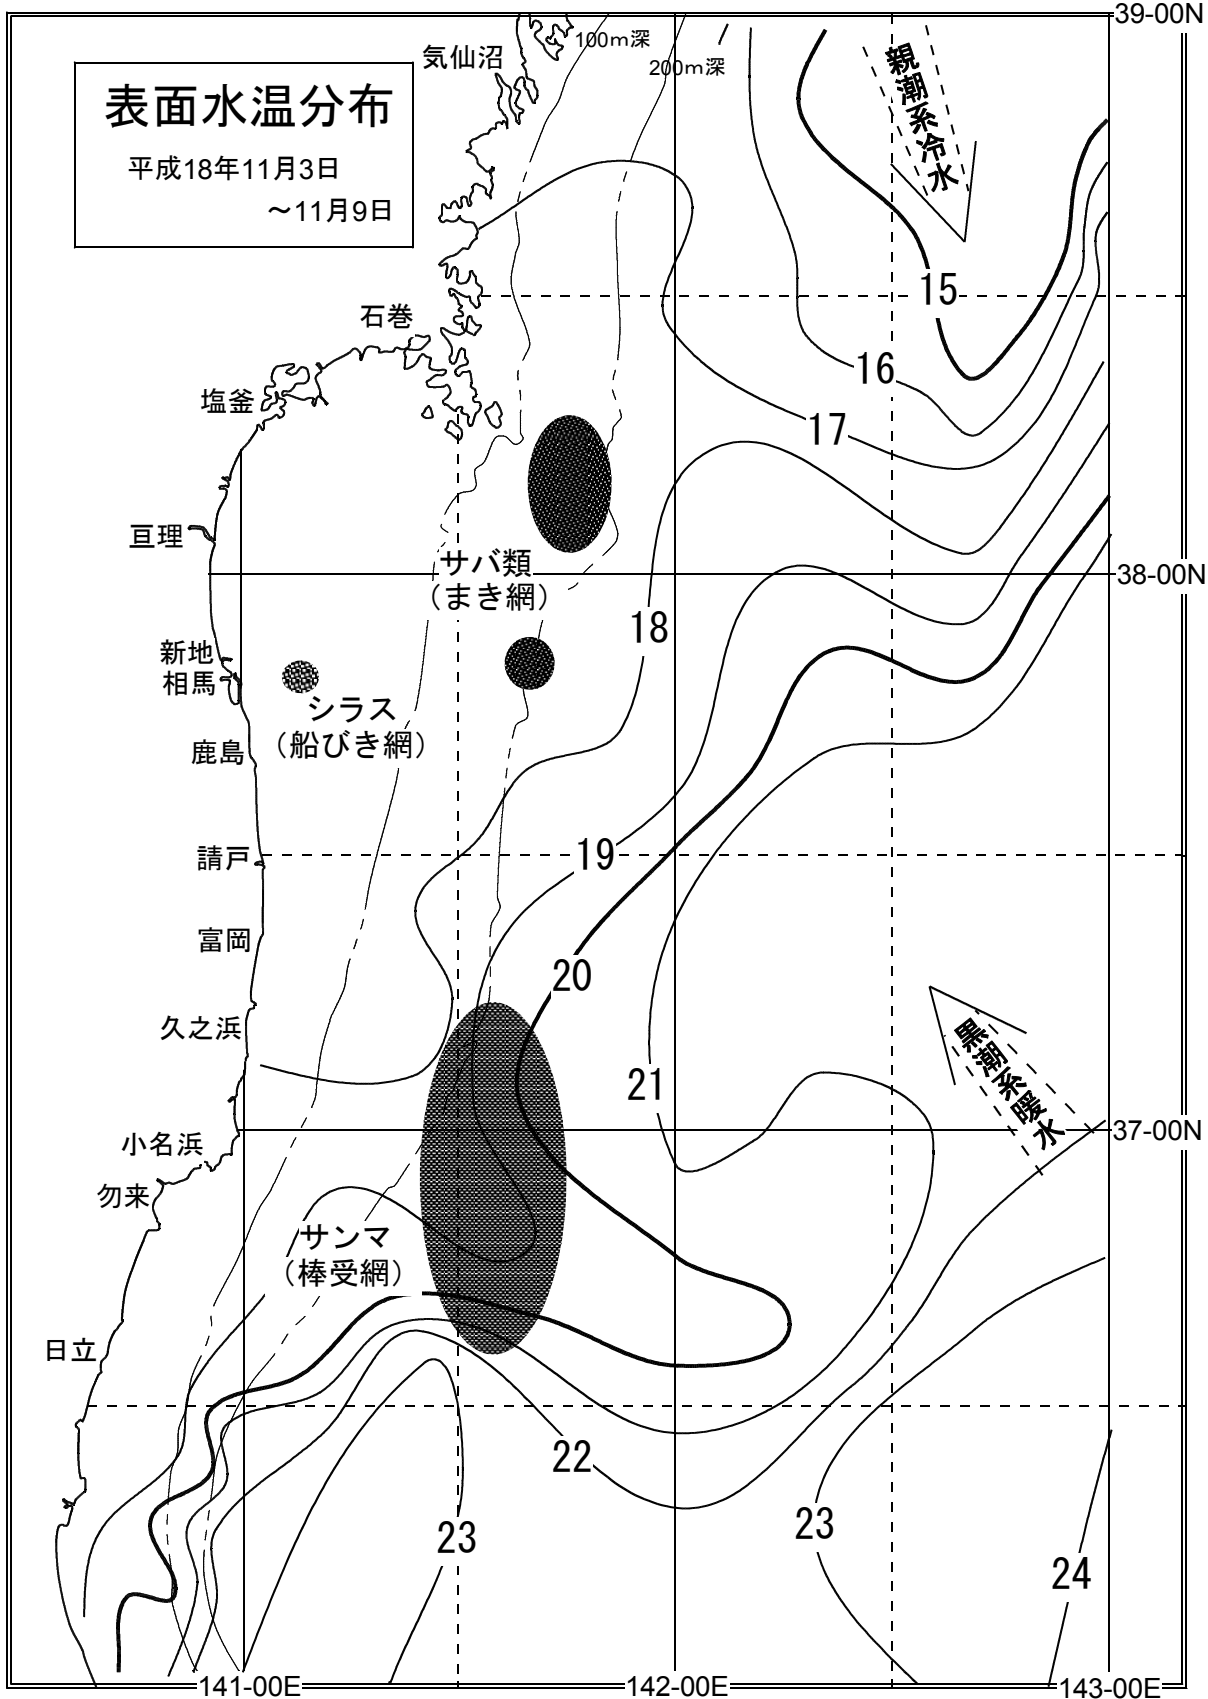 39-00N
100m深
気仙沼
200m深
表面水温分布
平成18年11月3日
～11月9日
親潮系冷水
15
石巻
16
塩釜
17
亘理
サバ類
（まき網）
38-00N
18
新地
相馬
シラス
（船びき網）
鹿島
請戸
19
富岡
20
久之浜
黒潮系暖水
21
小名浜
37-00N
勿来
サンマ
（棒受網）
日立
22
23
23
24
141-00E
142-00E
143-00E